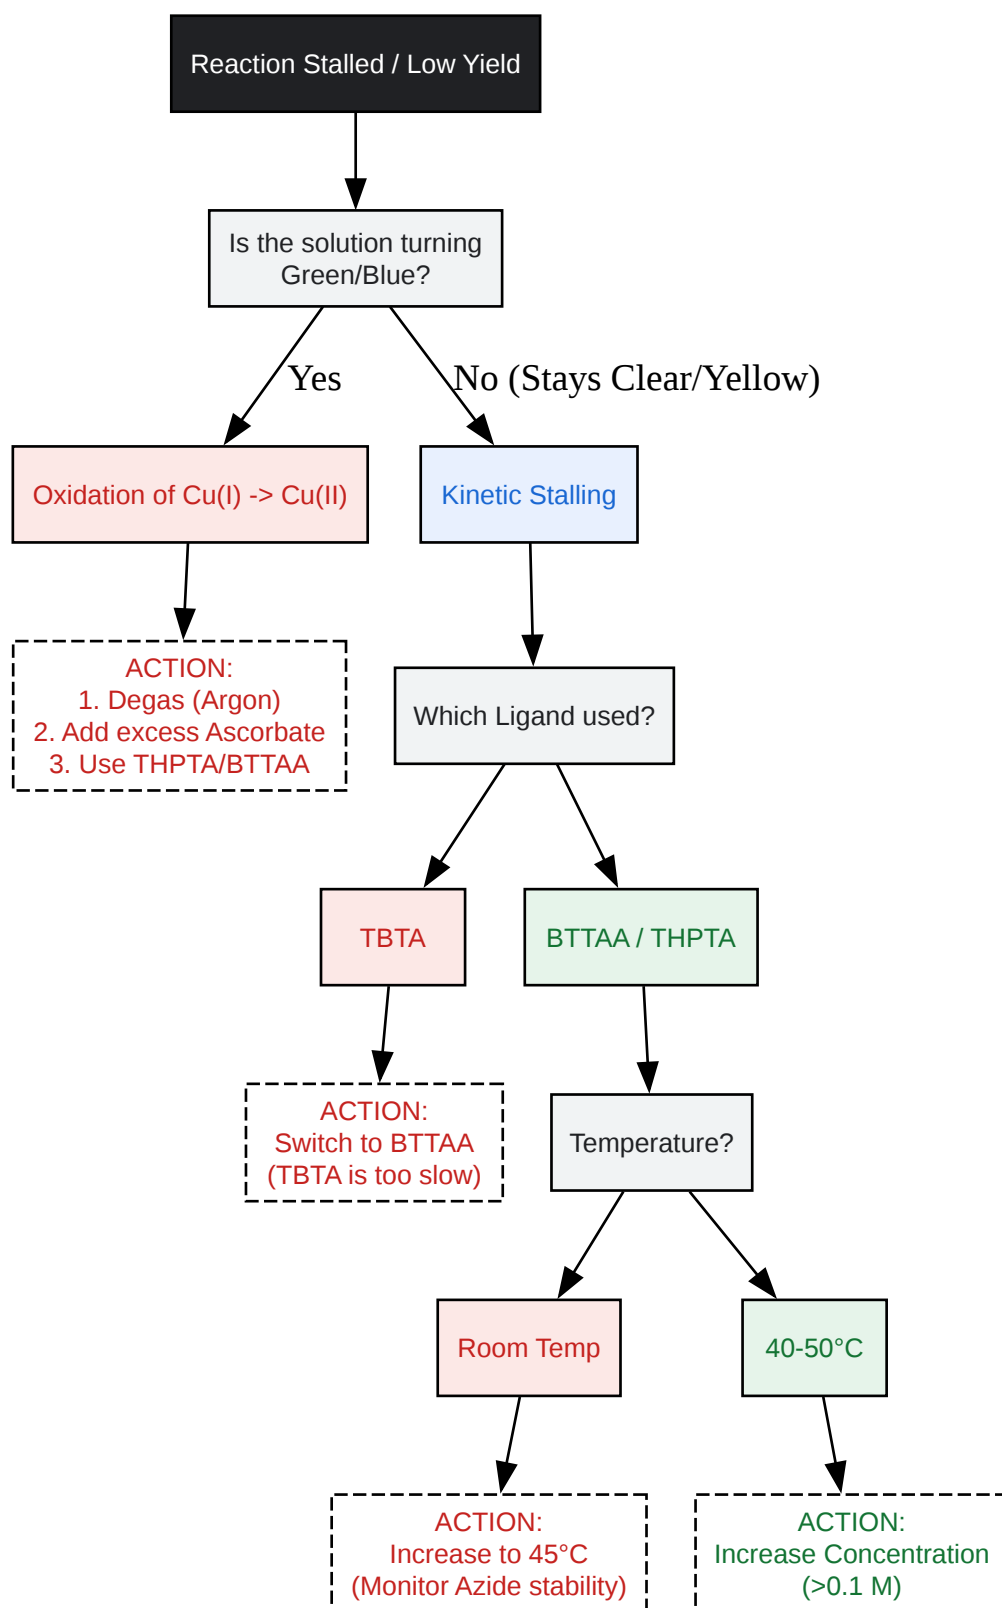 Reaction Stalled / Low Yield
Is the solution turning
Green/Blue?
Yes
No (Stays Clear/Yellow)
Oxidation of Cu(I) -> Cu(II)
Kinetic Stalling
ACTION:
1. Degas (Argon)
2. Add excess Ascorbate
3. Use THPTA/BTTAA
Which Ligand used?
TBTA
BTTAA / THPTA
ACTION:
Switch to BTTAA
(TBTA is too slow)
Temperature?
Room Temp
40-50°C
ACTION:
Increase to 45°C
(Monitor Azide stability)
ACTION:
Increase Concentration
(>0.1 M)